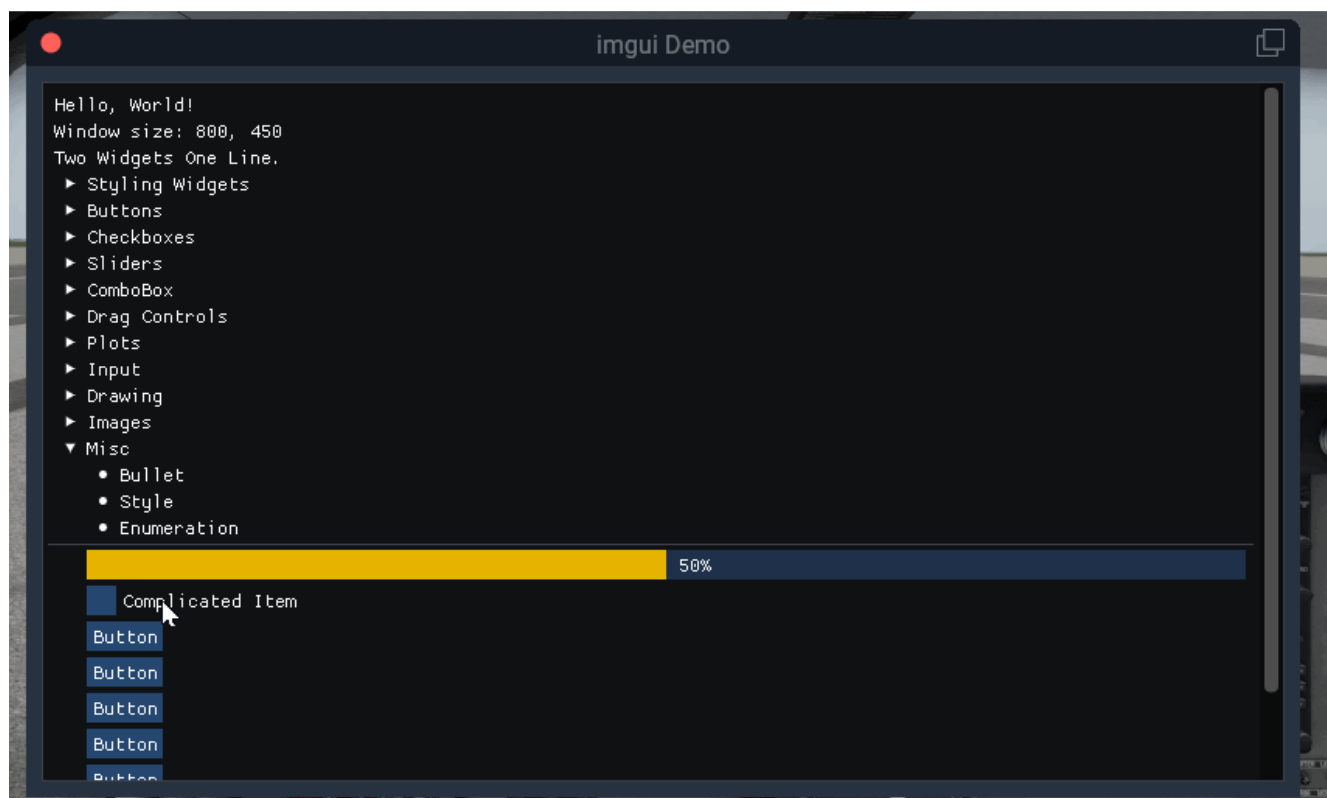 imgui Demo
Hello, World!
Window size: 800, 450
Two Widgets One Line.
Styling Widgets
Buttons
Checkboxes
Sliders
ComboBox
Drag Controls
Plots
Input
Drawing
Images
Misc
Bullet
Style
Enumeration
50%
Complicated Item
Button
Button
Button
Button
Button